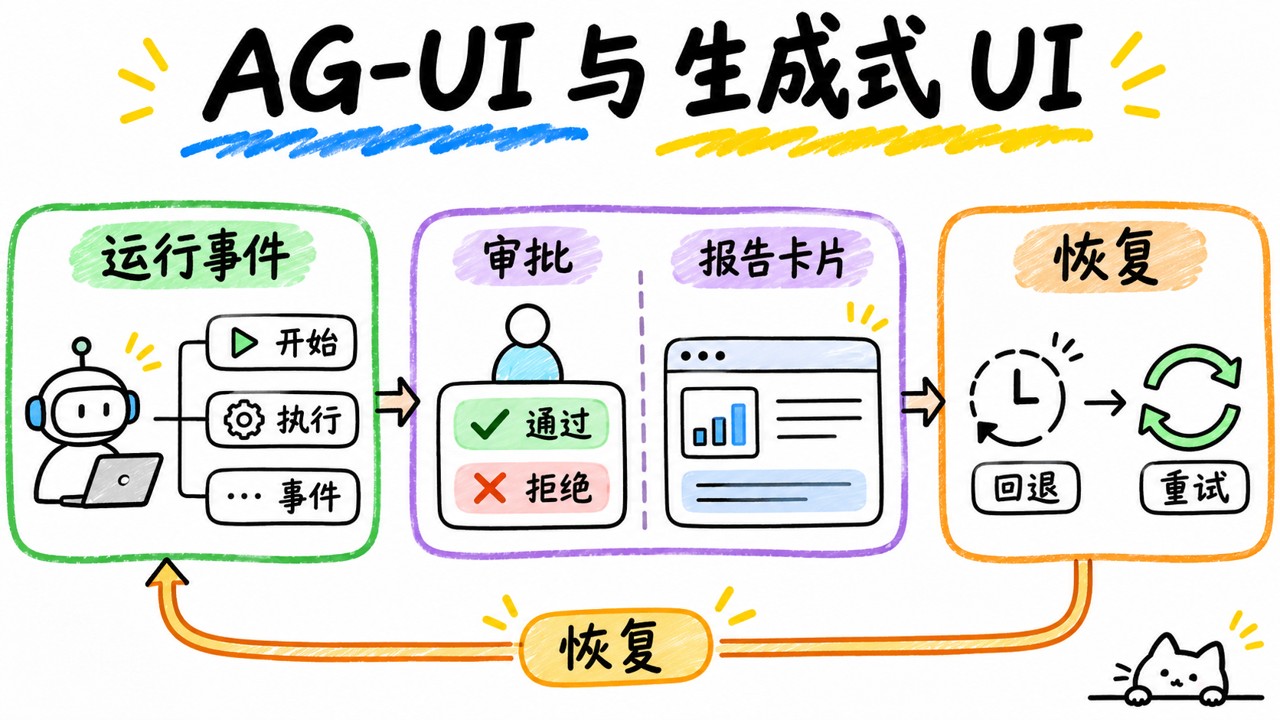 AG-UI 与 生成式 UI
运行事件
开始
执行
事件
审批
通过
拒绝
报告卡片
恢复
回退
重试
恢复